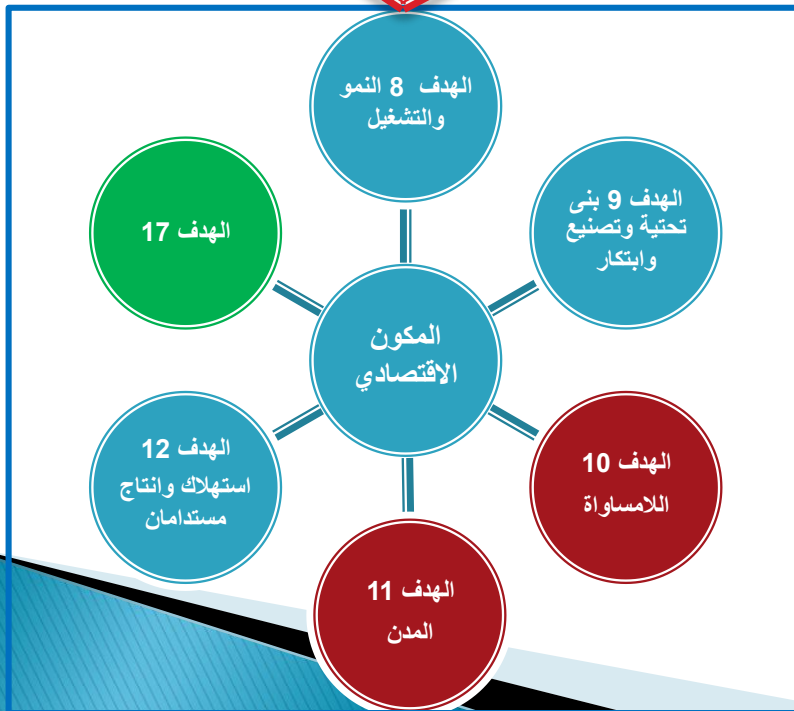 الهدف 8 النمو
والتشغيل
الهدف 9 بنى
تحتية وتصنيع
وابتكار
الهدف 10
اللامساواة
الهدف 11
المدن
الهدف 12
استهلاك وانتاج
مستدامان
الهدف 17
المكون
الاقتصادي